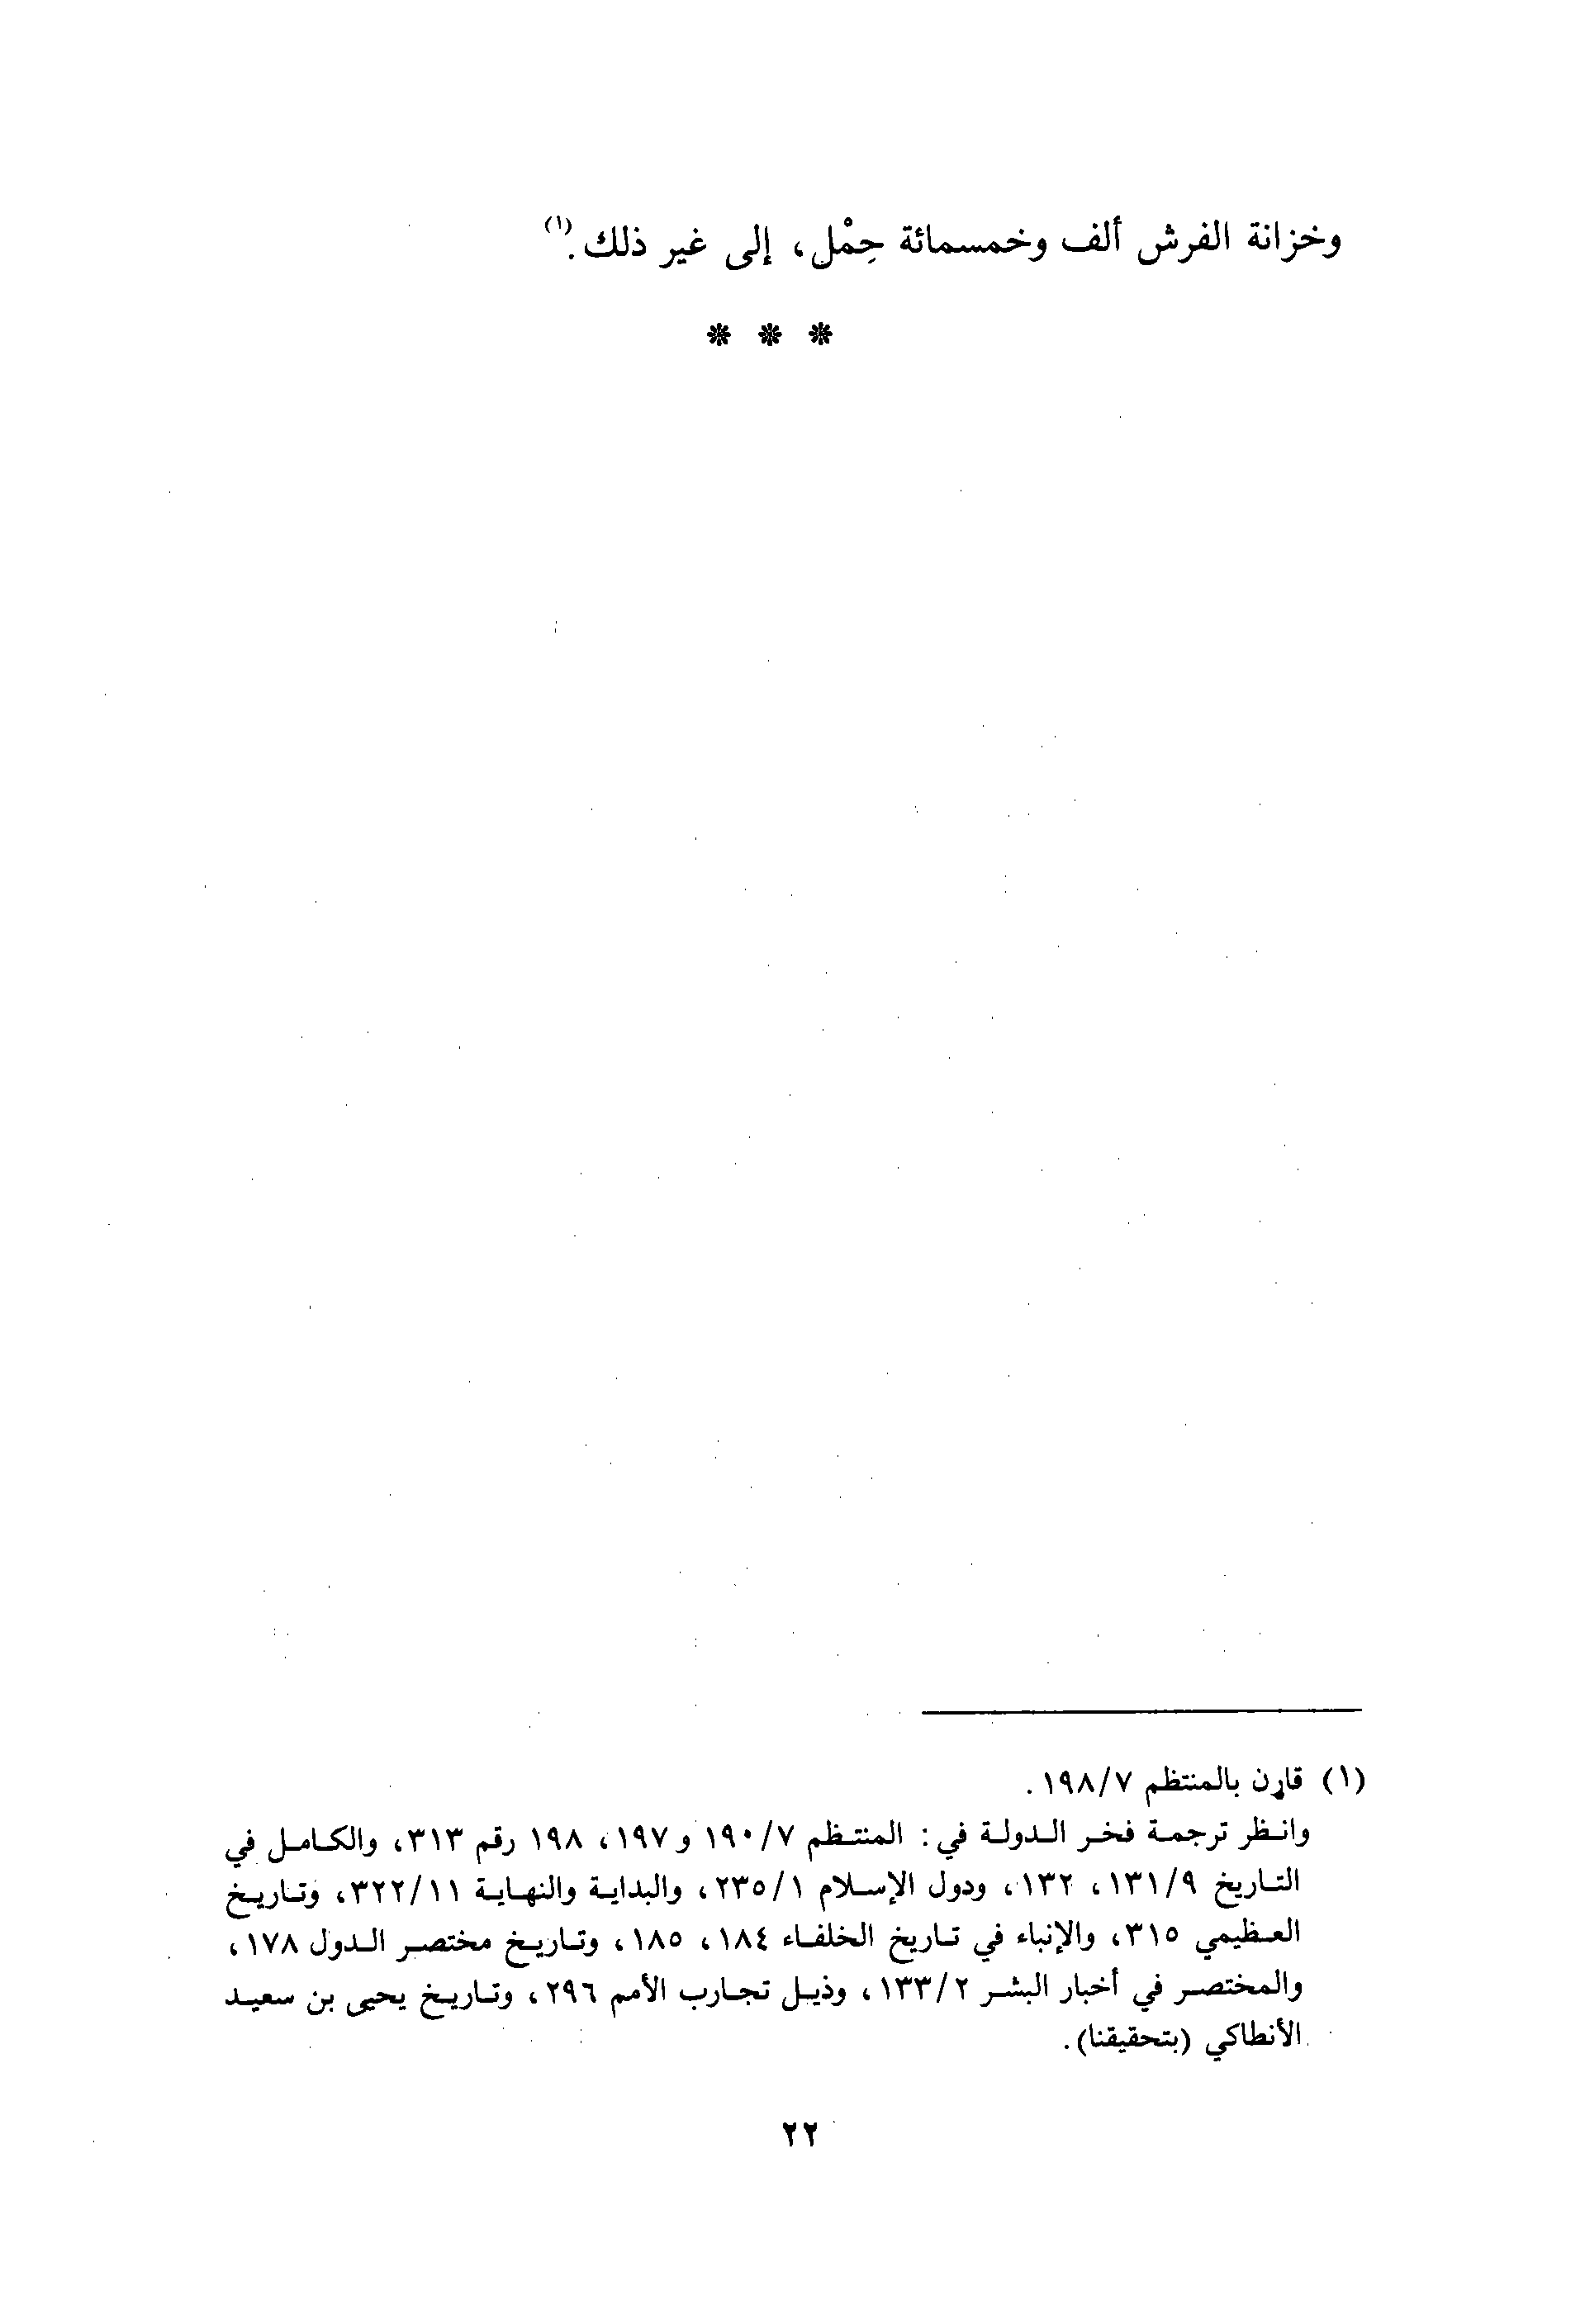 وخزانة الفرش ألف وخمسمائة حِمْل، إلى غير ذلك.(١)
* * *
(١) قارن بالمنتظم ١٩٨/٧ .
وانظر ترجمة فخر الدولة في: المنتظم ١٩٠/٧ و١٩٧، ١٩٨ رقم ٣١٣، والكامل في
التاريخ ١٣١/٩، ١٣٢، ودول الإسلام ٢٣٥/١، والبداية والنهاية ٣٢٢/١١، وتاريخ
العظيمي ٣١٥، والإنباء في تاريخ الخلفاء ١٨٤، ١٨٥، وتاريخ مختصر الدول ١٧٨،
والمختصر في أخبار البشر ١٣٣/٢، وذيل تجارب الأمم ٢٩٦، وتاريخ يحيى بن سعيد
الأنطاكي (بتحقيقنا).
٢٢